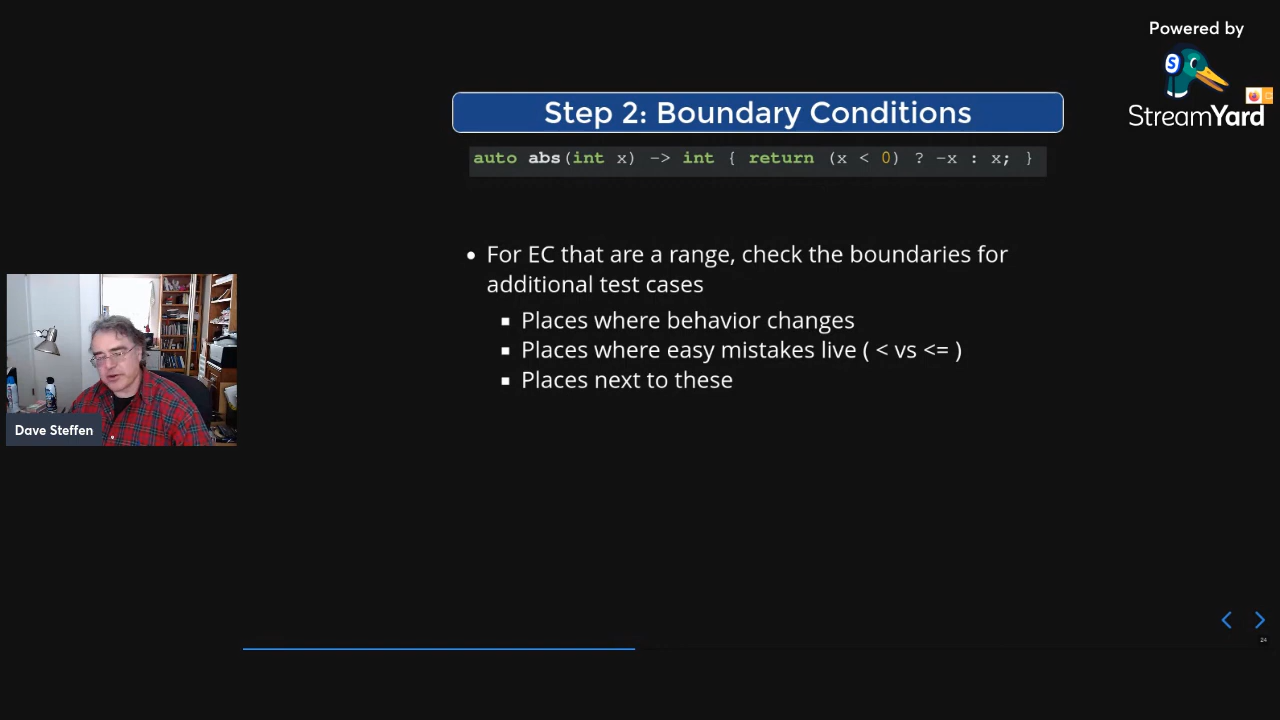 Powered by
S
StreamYard
Step 2: Boundary Conditions
auto abs(int x) -> int { return (x < 0) ? -x : x; }
• For EC that are a range, check the boundaries for
additional test cases
▪ Places where behavior changes
▪ Places where easy mistakes live ( < vs <= )
▪ Places next to these
Dave Steffen
24